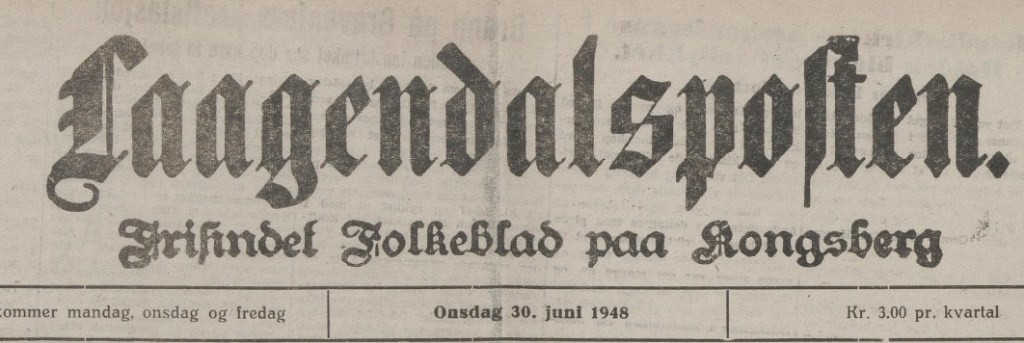 Laagendalsposten.
Frisindet Folkeblad paa Kongsberg
kommer mandag, onsdag og fredag
Onsdag 30. juni 1948
Kr. 3.00 pr. kvartal